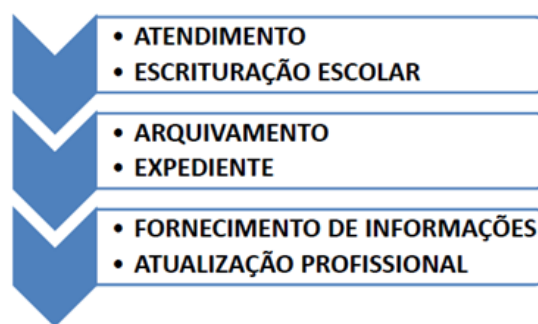 • ATENDIMENTO
• ESCRITURAÇÃO ESCOLAR
• ARQUIVAMENTO
• EXPEDIENTE
• FORNECIMENTO DE INFORMAÇÕES
• ATUALIZAÇÃO PROFISSIONAL